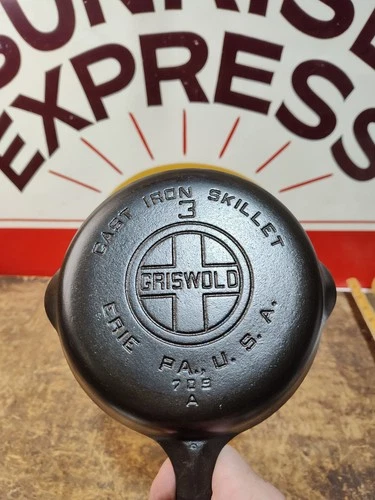 SUNRISE
EXPRESS
CAST IRON SKILLET
3
GRISWOLD
ERIE PA., U.S.A.
709
A